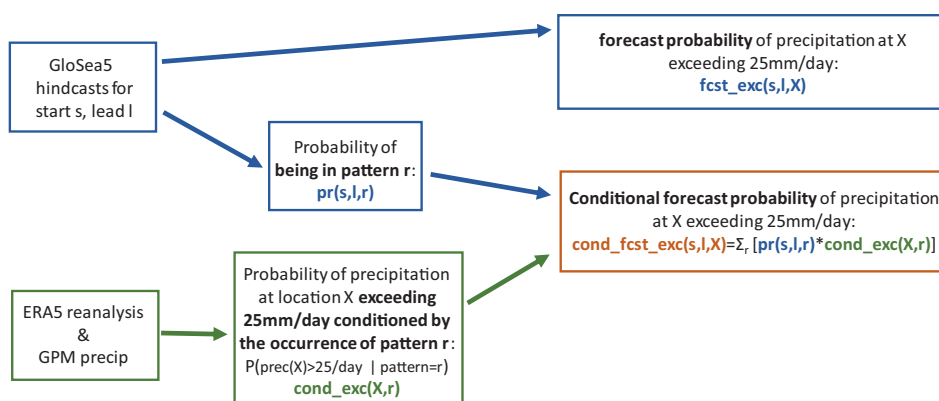 GloSea5
hindcasts for
start s, lead l
forecast probability of precipitation at X
exceeding 25mm/day:
fcst_exc(s,l,X)
Probability of
being in pattern r:
pr(s,l,r)
Conditional forecast probability of precipitation
at X exceeding 25mm/day:
cond_fcst_exc(s,l,X)=Σr [pr(s,l,r)*cond_exc(X,r)]
ERA5 reanalysis
&
GPM precip
Probability of precipitation
at location X exceeding
25mm/day conditioned by
the occurrence of pattern r:
P(prec(X)>25/day | pattern=r)
cond_exc(X,r)